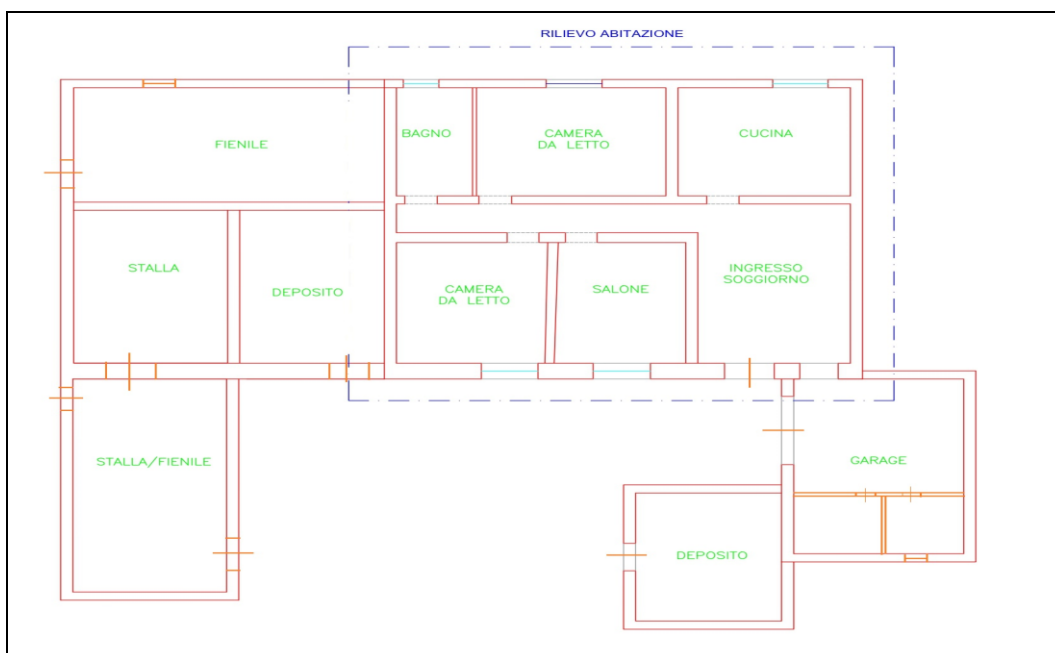 RILIEVO ABITAZIONE
FIENILE
BAGNO
CAMERA
DA LETTO
CUCINA
STALLA
DEPOSITO
CAMERA
DA LETTO
SALONE
INGRESSO
SOGGIORNO
STALLA/FIENILE
GARAGE
DEPOSITO